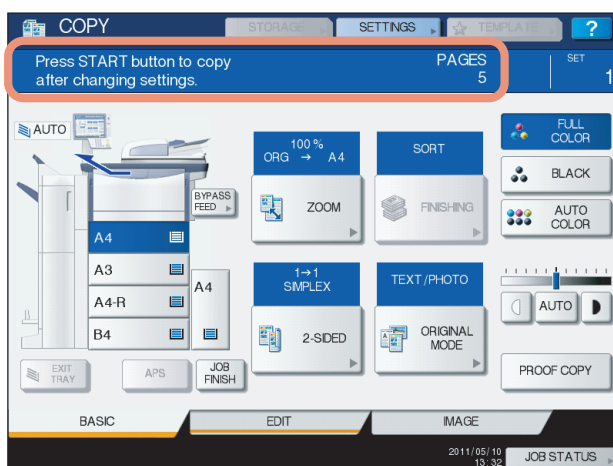 COPY
STORAGE
SETTINGS
TEMPLATE
?
Press START button to copy
after changing settings.
PAGES
5
SET
1
AUTO
100 %
ORG → A4
SORT
FULL
COLOR
BYPASS
FEED
ZOOM
FINISHING
BLACK
AUTO
COLOR
A4
A3
A4-R
B4
A4
1→1
SIMPLEX
TEXT/PHOTO
2-SIDED
ORIGINAL
MODE
AUTO
EXIT
TRAY
APS
JOB
FINISH
PROOF COPY
BASIC
EDIT
IMAGE
2011/05/10
13:32
JOB STATUS